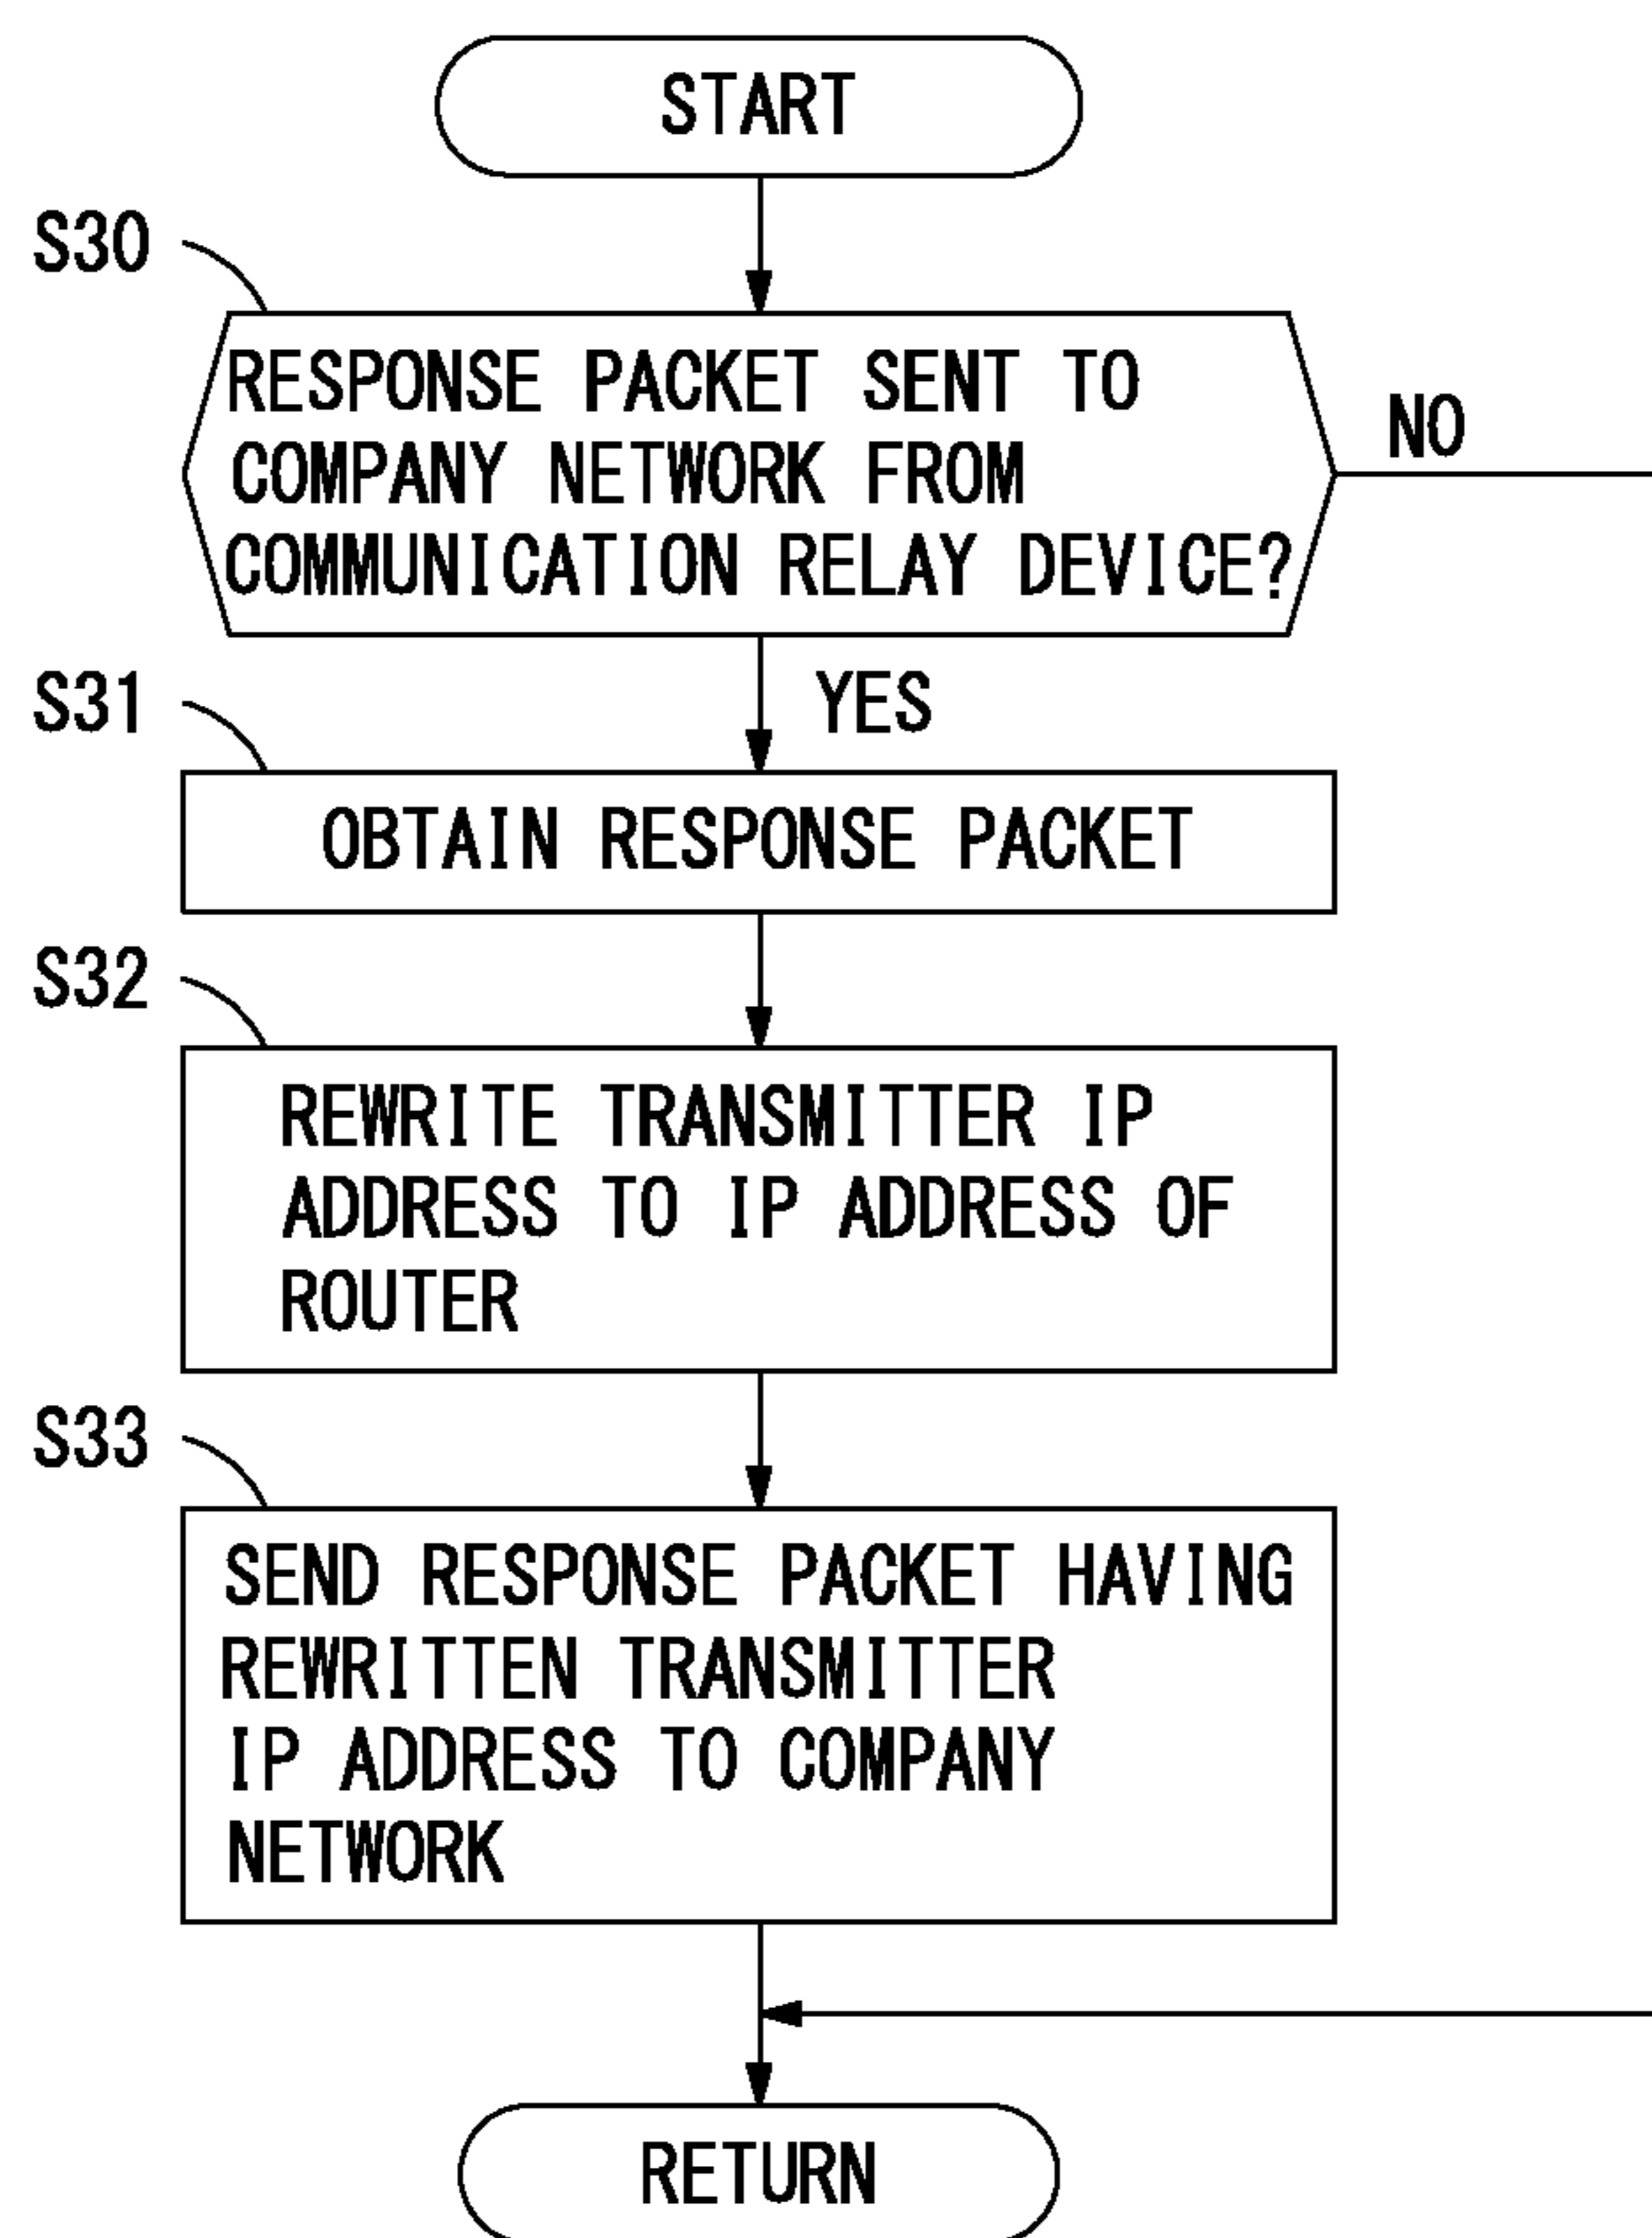 START
S30
RESPONSE PACKET SENT TO
COMPANY NETWORK FROM
COMMUNICATION RELAY DEVICE?
NO
YES
S31
OBTAIN RESPONSE PACKET
S32
REWRITE TRANSMITTER IP
ADDRESS TO IP ADDRESS OF
ROUTER
S33
SEND RESPONSE PACKET HAVING
REWRITTEN TRANSMITTER
IP ADDRESS TO COMPANY
NETWORK
RETURN